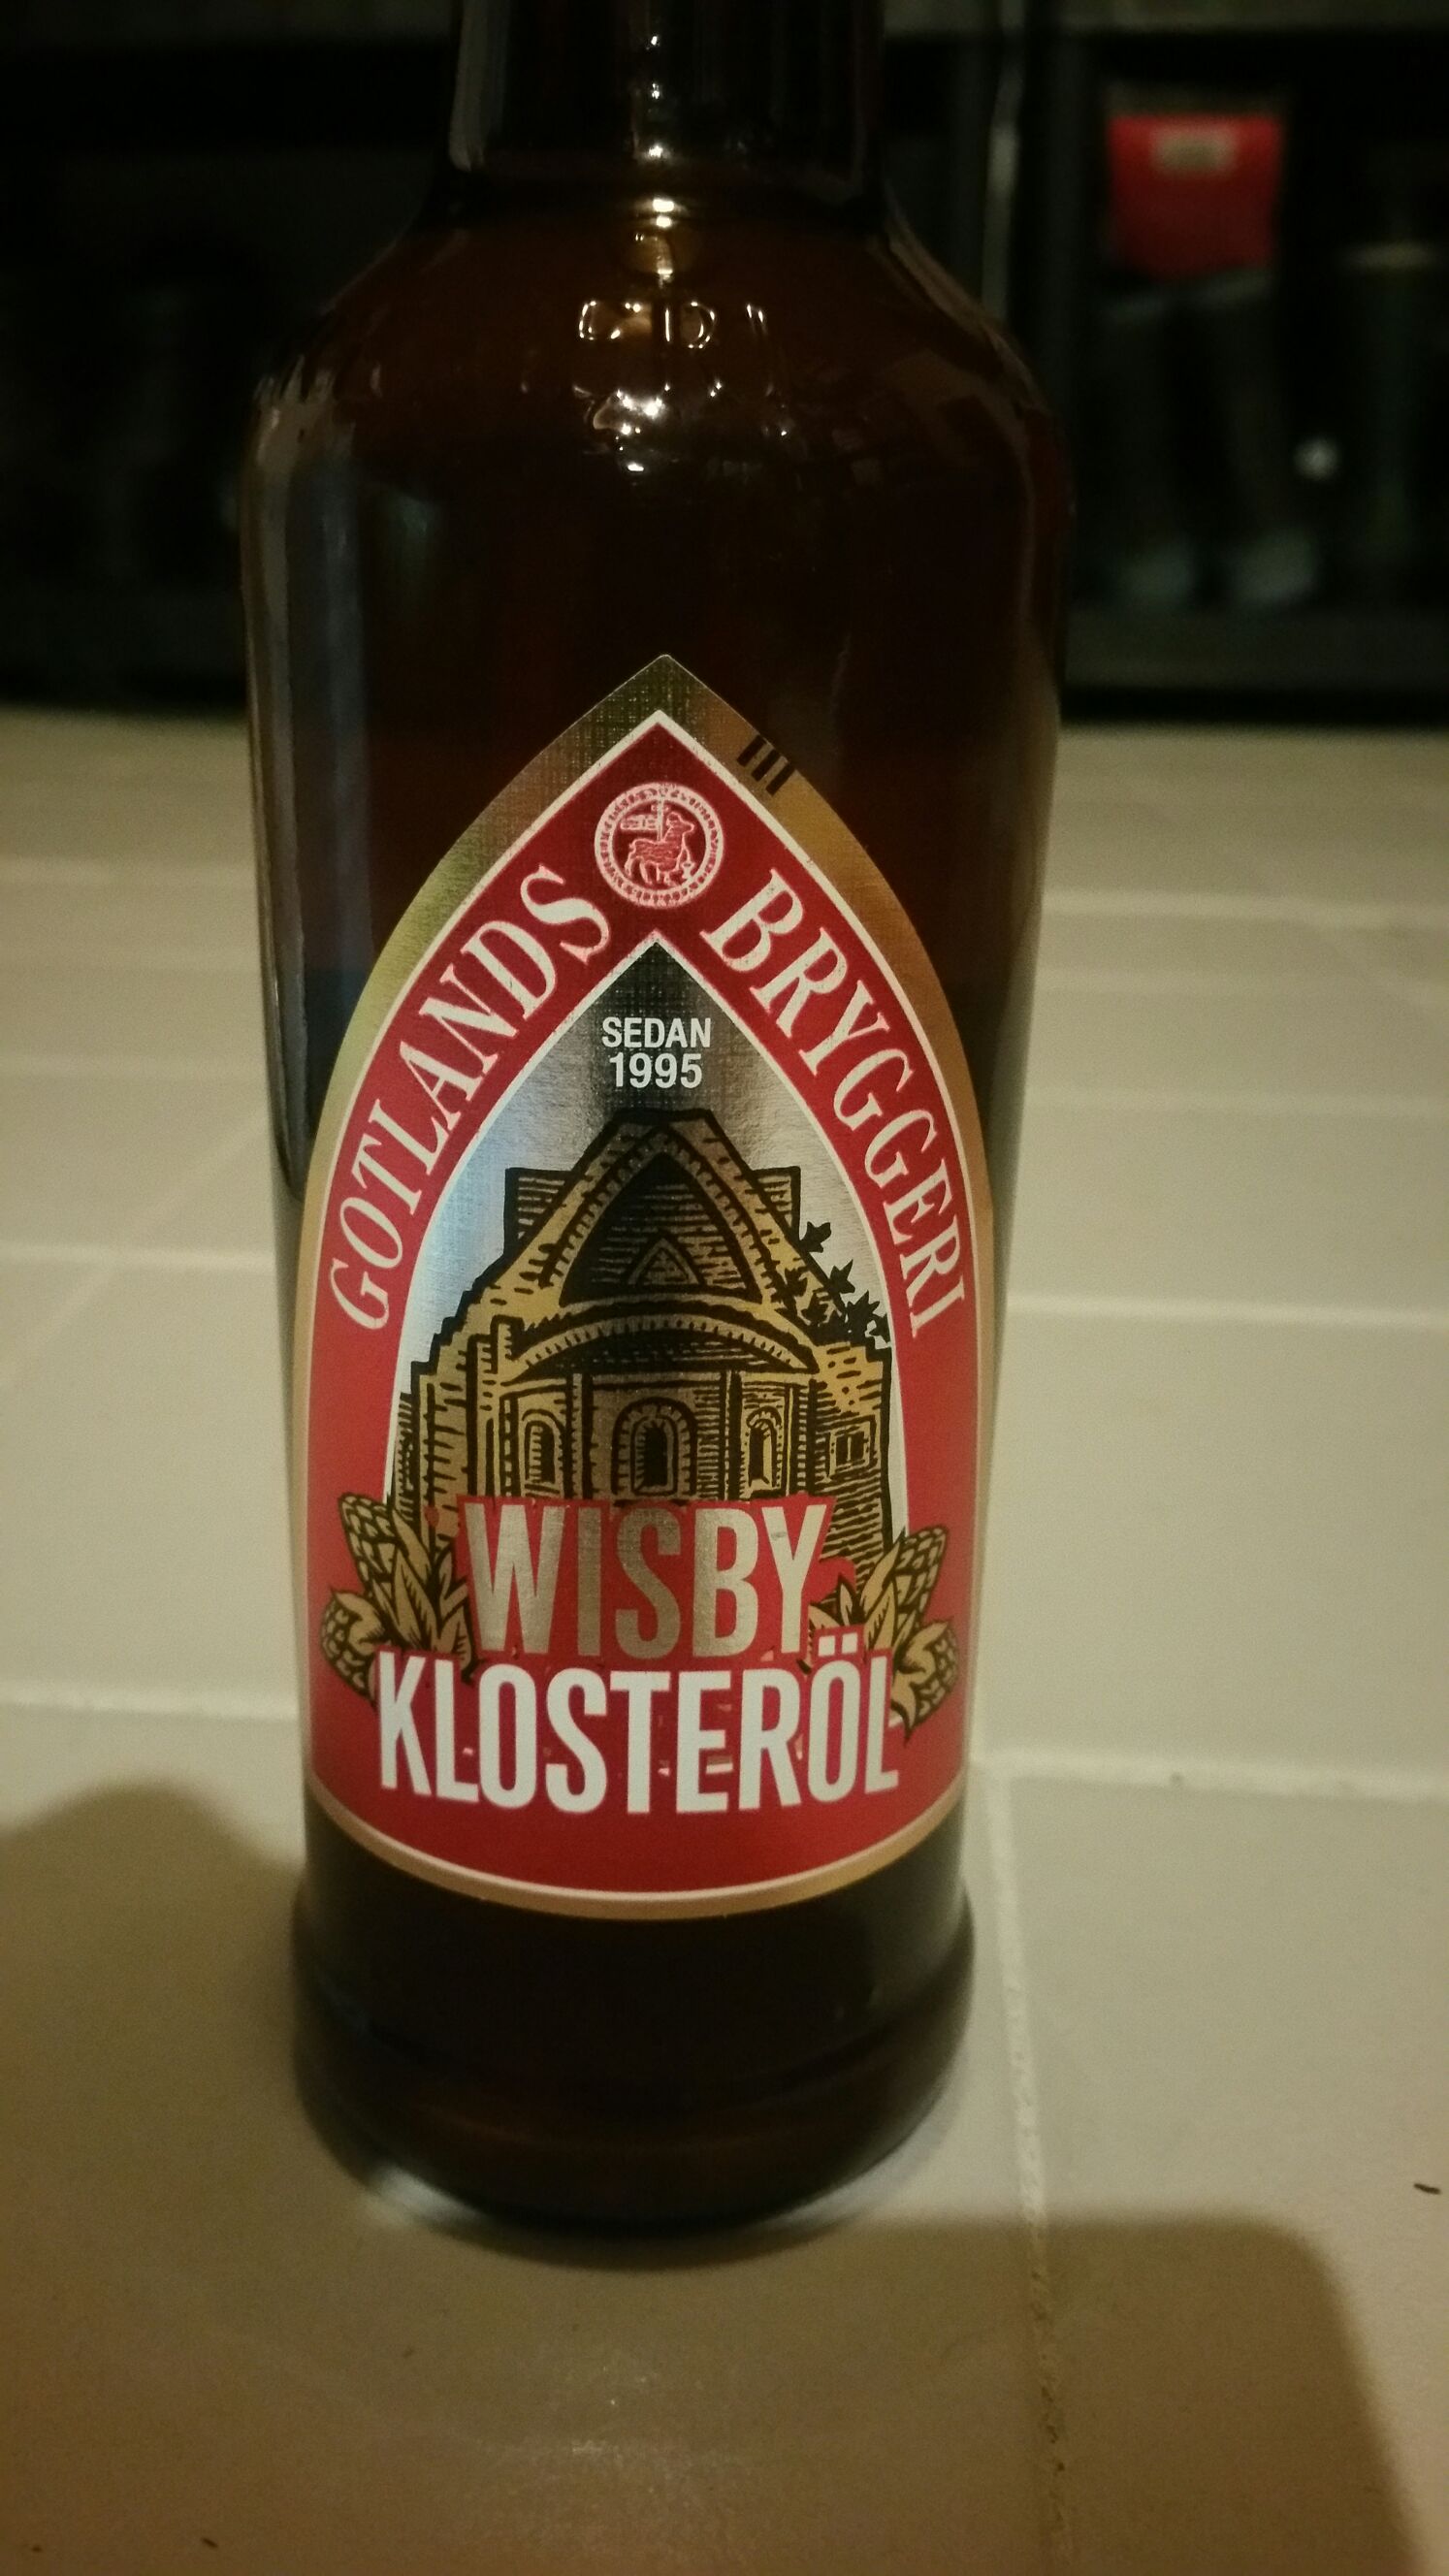 GOTLANDS BRYGGERI
SEDAN
1995
WISBY
KLOSTERÖL